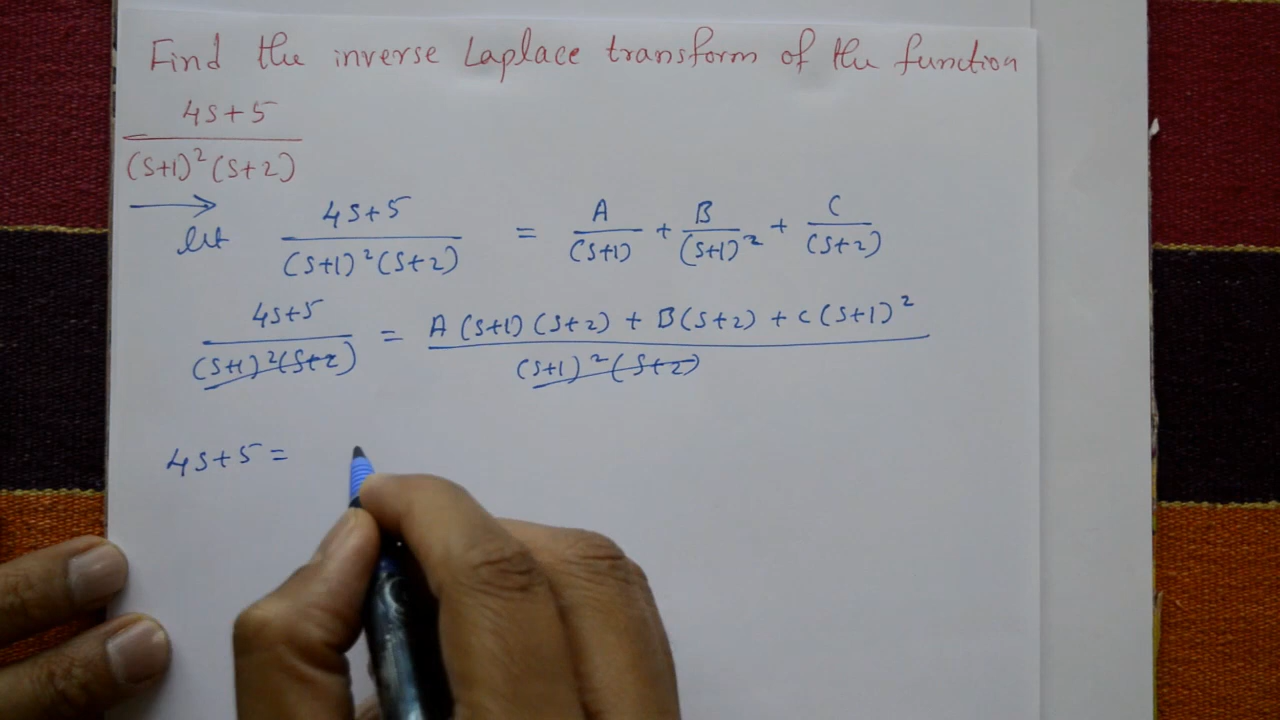 Find the inverse Laplace transform of the function
4s+5
(s+1)²(s+2)
let 4s+5 / (s+1)²(s+2) = A/(s+1) + B/(s+1)² + C/(s+2)
4s+5 / (s+1)²(s+2) = A(s+1)(s+2) + B(s+2) + C(s+1)² / (s+1)²(s+2)
4s+5 =